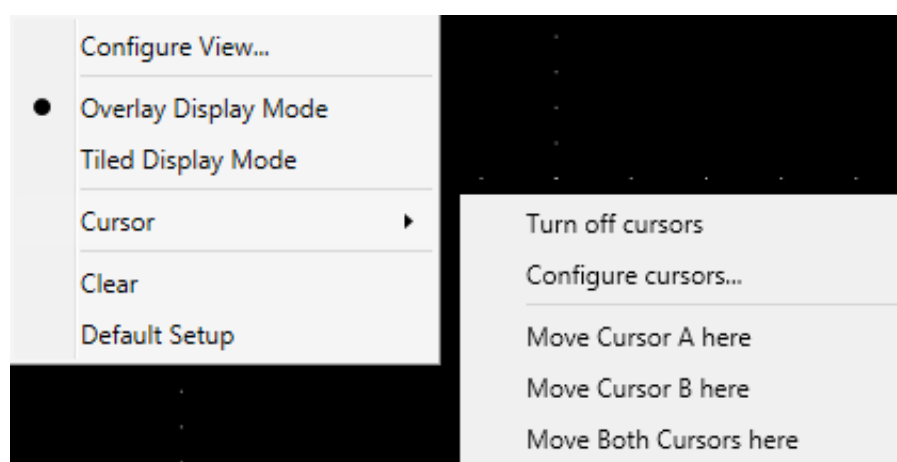 Configure View...
Overlay Display Mode
Tiled Display Mode
Cursor
Clear
Default Setup
Turn off cursors
Configure cursors...
Move Cursor A here
Move Cursor B here
Move Both Cursors here